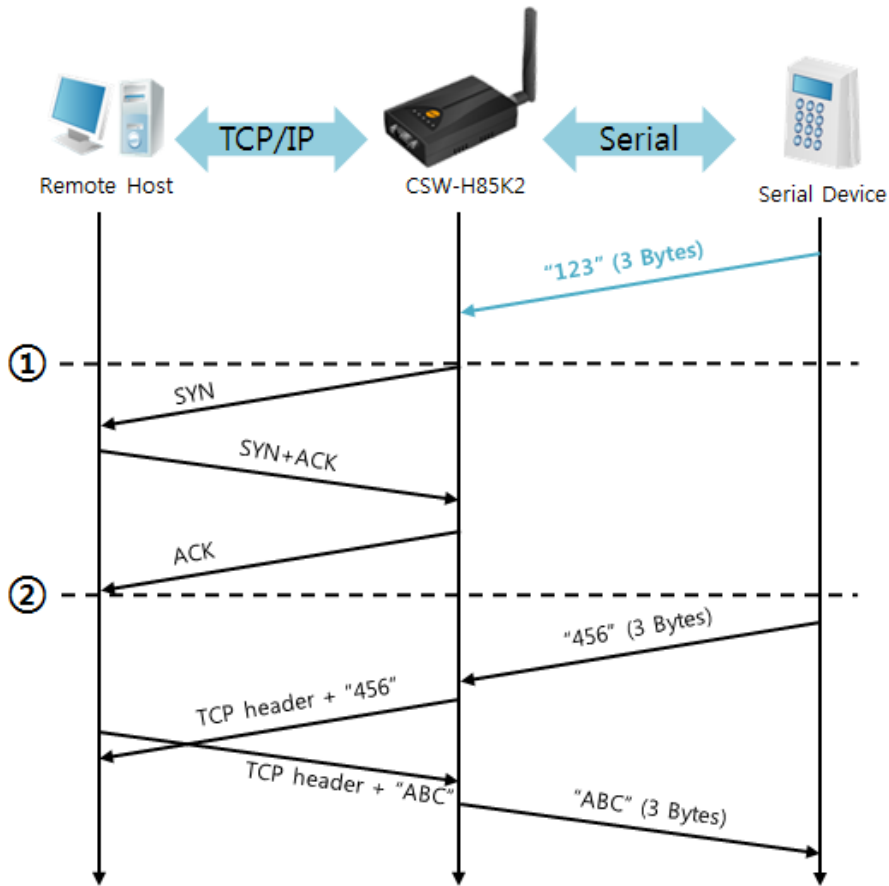 TCP/IP
Serial
Remote Host
CSW-H85K2
Serial Device
“123” (3 Bytes)
①
SYN
SYN+ACK
ACK
②
“456” (3 Bytes)
TCP header + “456”
TCP header + “ABC”
“ABC” (3 Bytes)